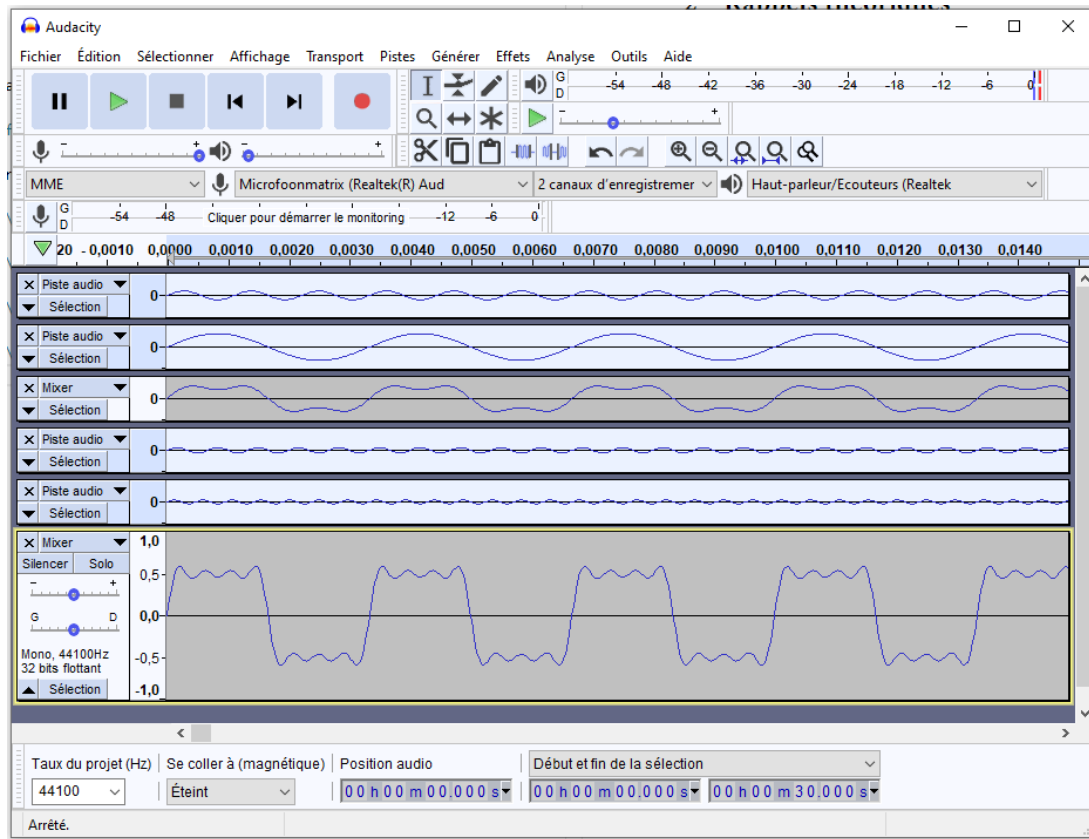 2 Rappels théoriques
Audacity
Fichier Édition Sélectionner Affichage Transport Pistes Générer Effets Analyse Outils Aide
G D -54 -48 -42 -36 -30 -24 -18 -12 -6 0
- +
- + - +
MME Microfoonmatrix (Realtek(R) Aud 2 canaux d'enregistremer Haut-parleur/Ecouteurs (Realtek
G D -54 -48 Cliquer pour démarrer le monitoring -12 -6 0
20 -0,0010 0,0000 0,0010 0,0020 0,0030 0,0040 0,0050 0,0060 0,0070 0,0080 0,0090 0,0100 0,0110 0,0120 0,0130 0,0140
Piste audio
0
Sélection
Piste audio
0
Sélection
Mixer
0
Sélection
Piste audio
0
Sélection
Piste audio
0
Sélection
Mixer 1,0
Silencer Solo
- + 0,5
G D 0,0
Mono, 44100Hz -0,5
32 bits flottant
Sélection -1,0
Taux du projet (Hz) Se coller à (magnétique) Position audio Début et fin de la sélection
44100 Éteint 00 h 00 m 00.000 s 00 h 00 m 00.000 s 00 h 00 m 30.000 s
Arrêté.